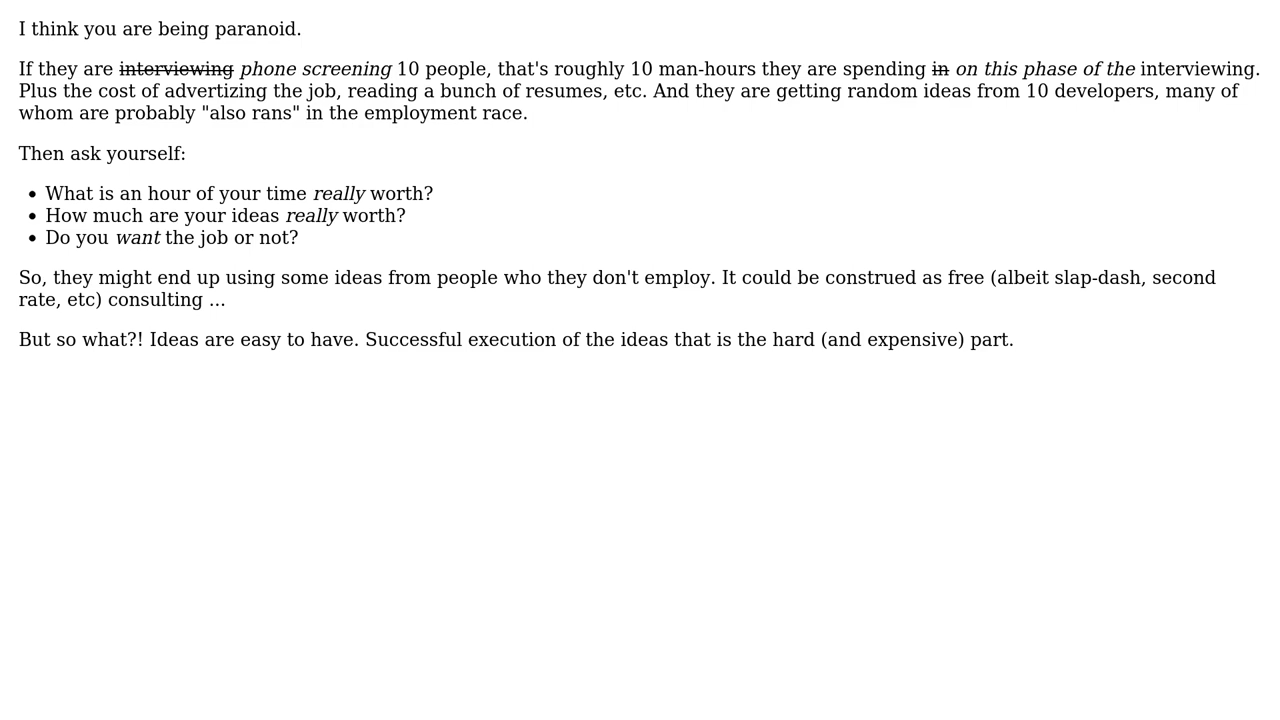 I think you are being paranoid.
If they are interviewing phone screening 10 people, that's roughly 10 man-hours they are spending in on this phase of the interviewing.
Plus the cost of advertizing the job, reading a bunch of resumes, etc. And they are getting random ideas from 10 developers, many of
whom are probably "also rans" in the employment race.
Then ask yourself:
• What is an hour of your time really worth?
• How much are your ideas really worth?
• Do you want the job or not?
So, they might end up using some ideas from people who they don't employ. It could be construed as free (albeit slap-dash, second
rate, etc) consulting ...
But so what?! Ideas are easy to have. Successful execution of the ideas that is the hard (and expensive) part.